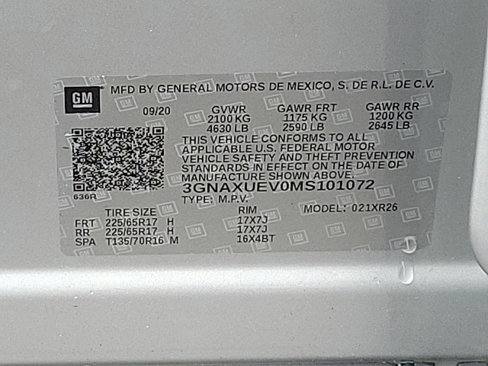 GM
MFD BY GENERAL MOTORS DE MEXICO, S. DE R.L. DE C.V.
09/20 GVWR GAWR FRT GAWR RR
2100 KG 1175 KG 1200 KG
4630 LB 2590 LB 2645 LB
THIS VEHICLE CONFORMS TO ALL
APPLICABLE U.S. FEDERAL MOTOR
VEHICLE SAFETY AND THEFT PREVENTION
STANDARDS IN EFFECT ON THE DATE OF
MANUFACTURE SHOWN ABOVE.
636R 3GNAXUEV0MS101072
TYPE: M.P.V. MODEL: 021XR26
TIRE SIZE RIM
FRT 225/65R17 H 17X7J
RR 225/65R17 H 17X7J
SPA T135/70R16 M 16X4BT